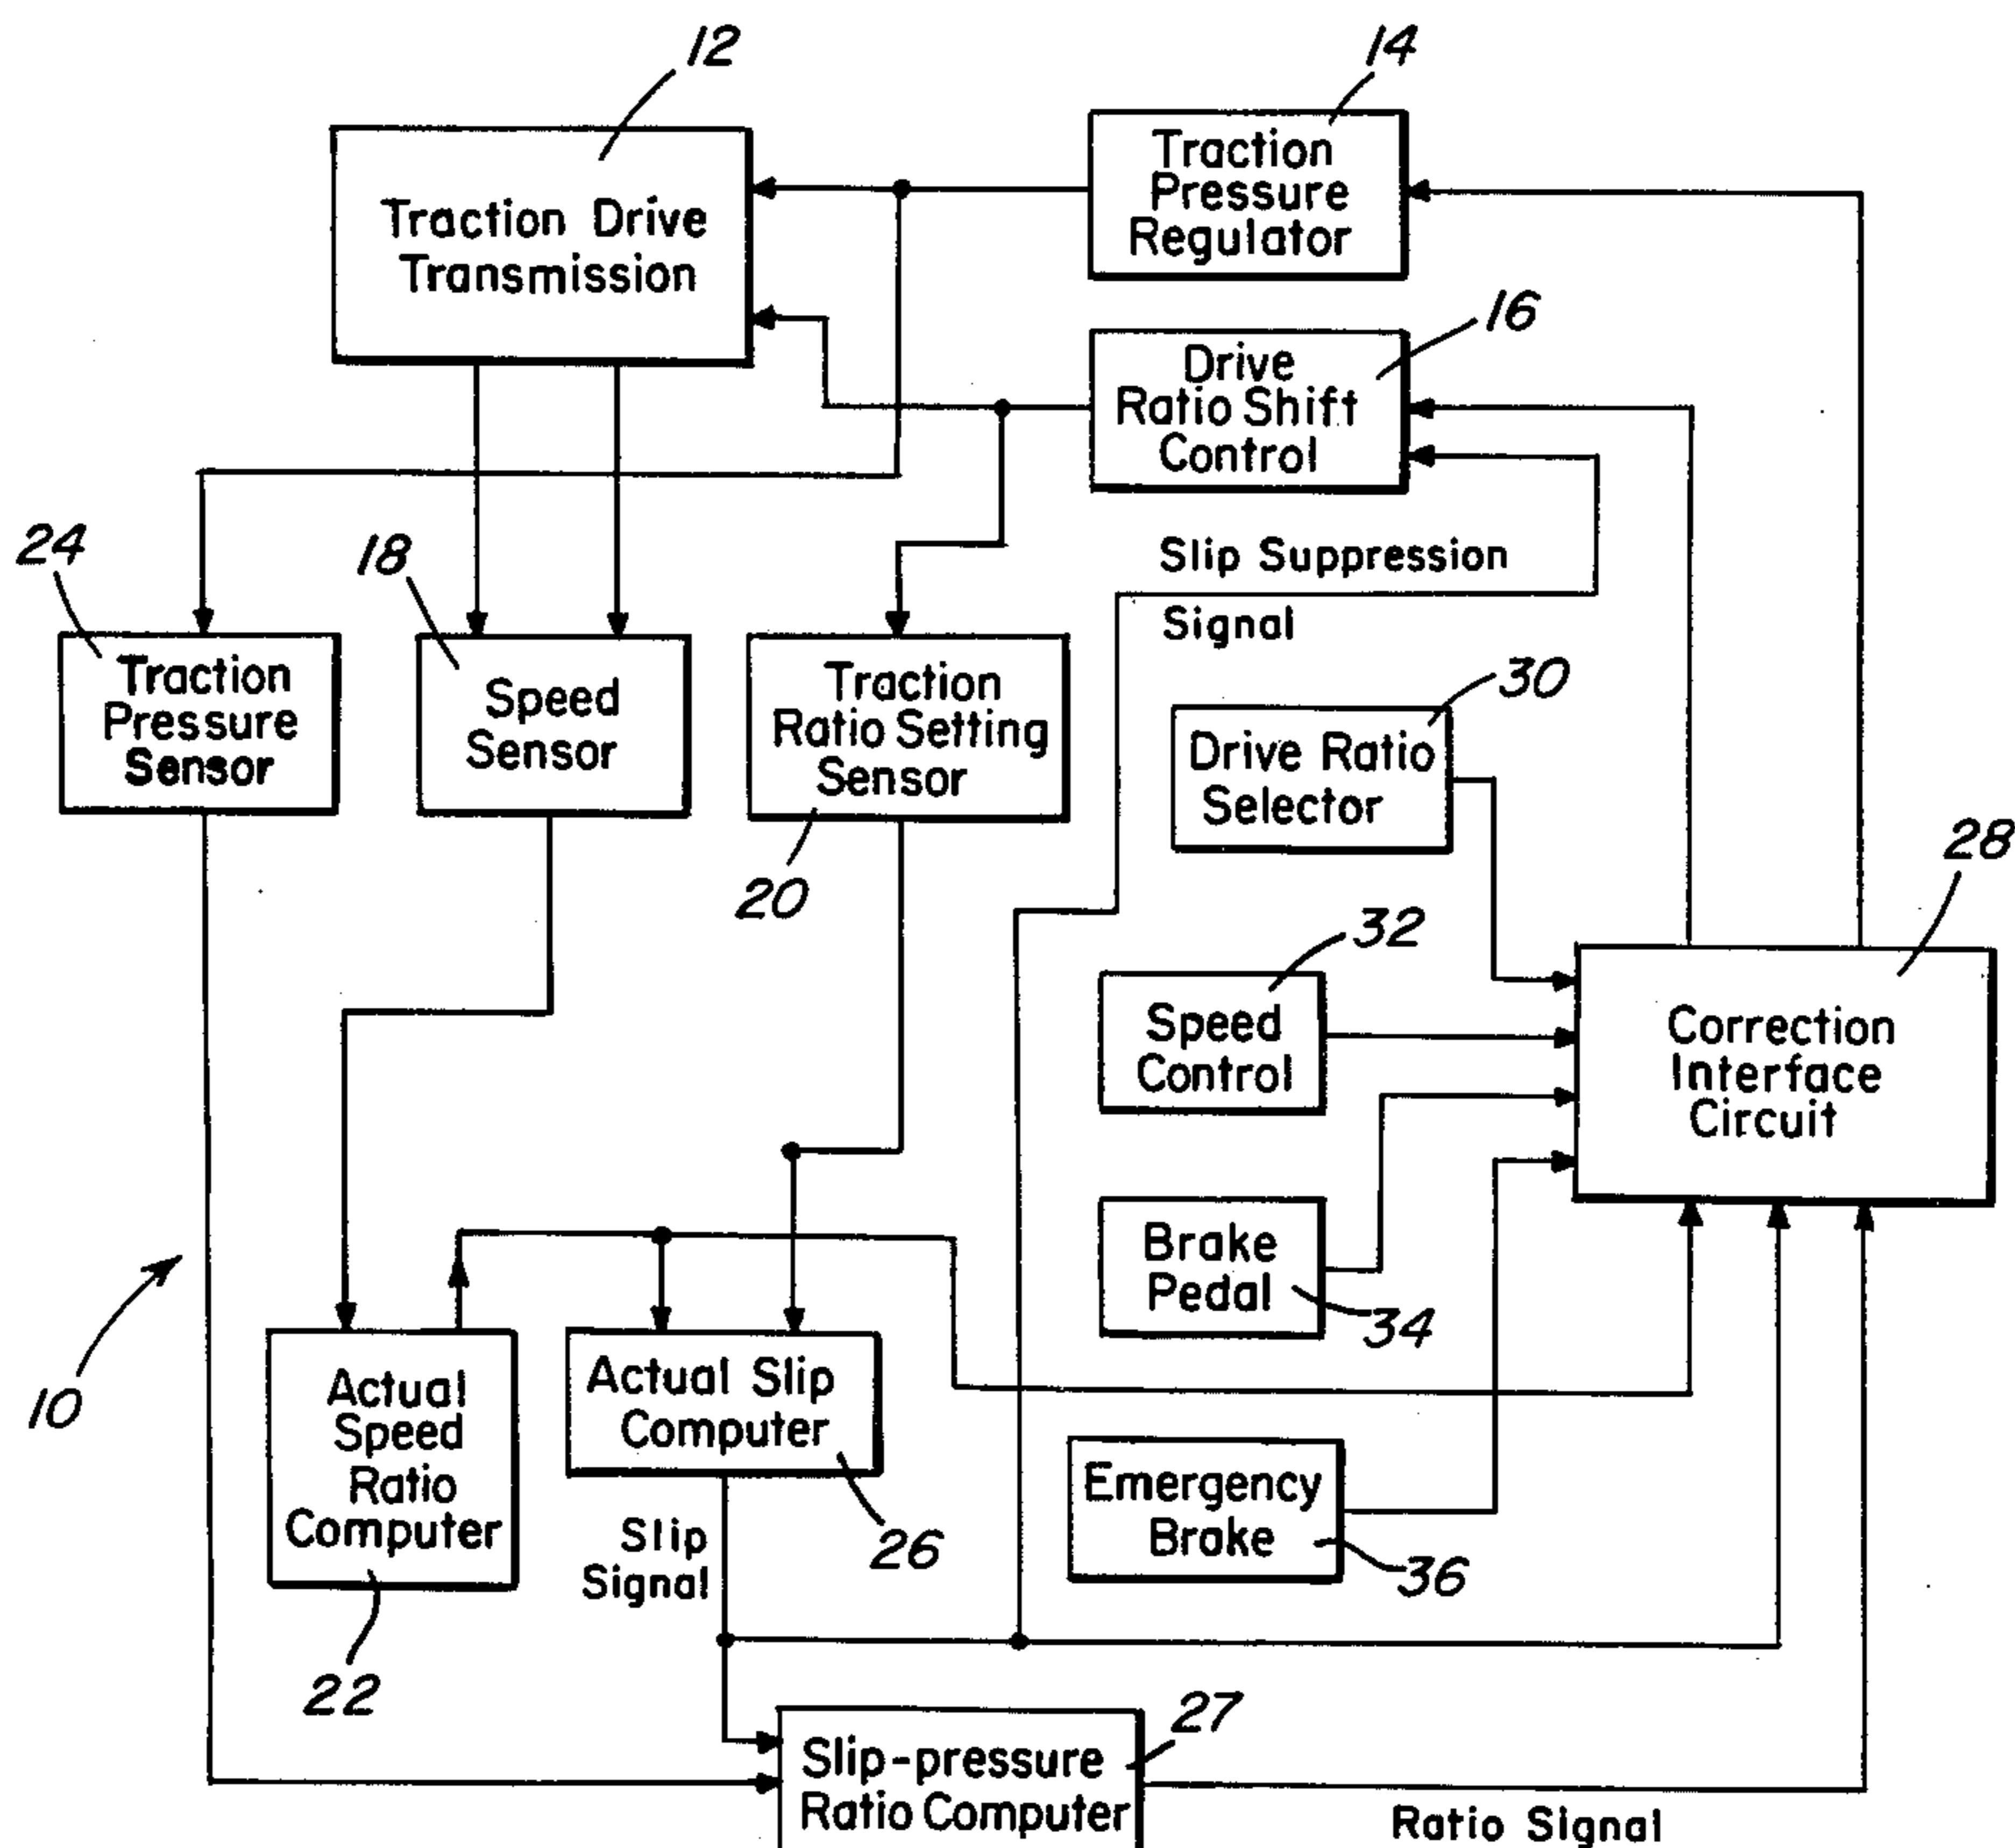 12
14
Traction Drive
Transmission
Traction
Pressure
Regulator
16
Drive
Ratio Shift
Control
24
18
Slip Suppression
Signal
Traction
Pressure
Sensor
Speed
Sensor
Traction
Ratio Setting
Sensor
20
30
Drive Ratio
Selector
28
32
Speed
Control
Correction
Interface
Circuit
Brake
Pedal
34
10
Actual
Speed
Ratio
Computer
22
Actual Slip
Computer
26
Slip
Signal
Emergency
Brake
36
27
Slip-pressure
Ratio Computer
Ratio Signal